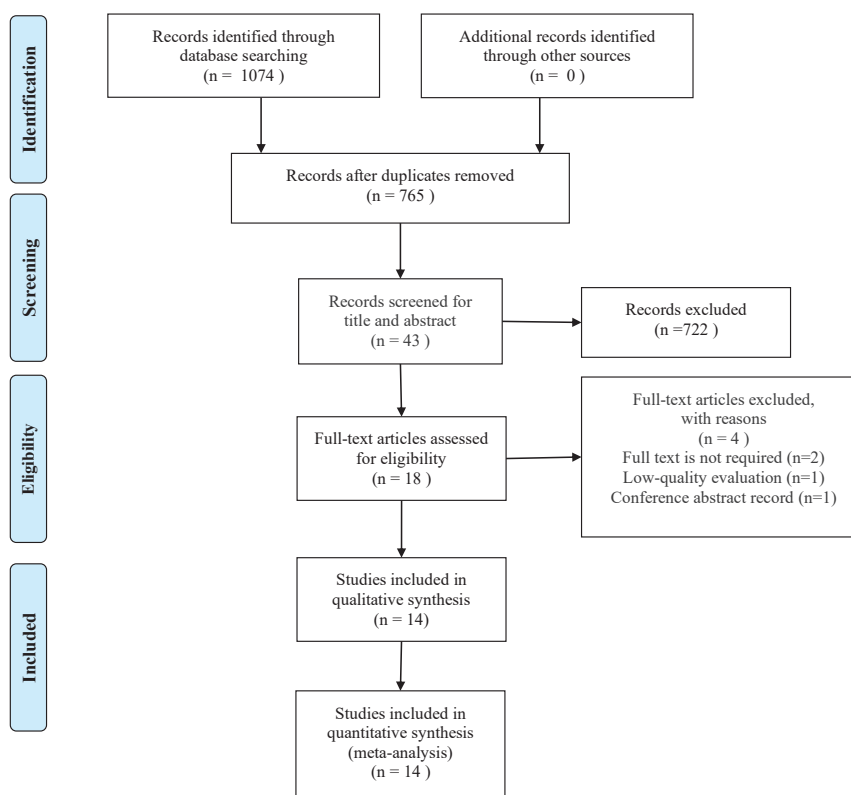 Identification
Records identified through
database searching
(n = 1074 )
Additional records identified
through other sources
(n = 0 )
Records after duplicates removed
(n = 765 )
Screening
Records screened for
title and abstract
(n = 43 )
Records excluded
(n =722 )
Eligibility
Full-text articles assessed
for eligibility
(n = 18 )
Full-text articles excluded,
with reasons
(n = 4 )
Full text is not required (n=2)
Low-quality evaluation (n=1)
Conference abstract record (n=1)
Included
Studies included in
qualitative synthesis
(n = 14)
Studies included in
quantitative synthesis
(meta-analysis)
(n = 14 )